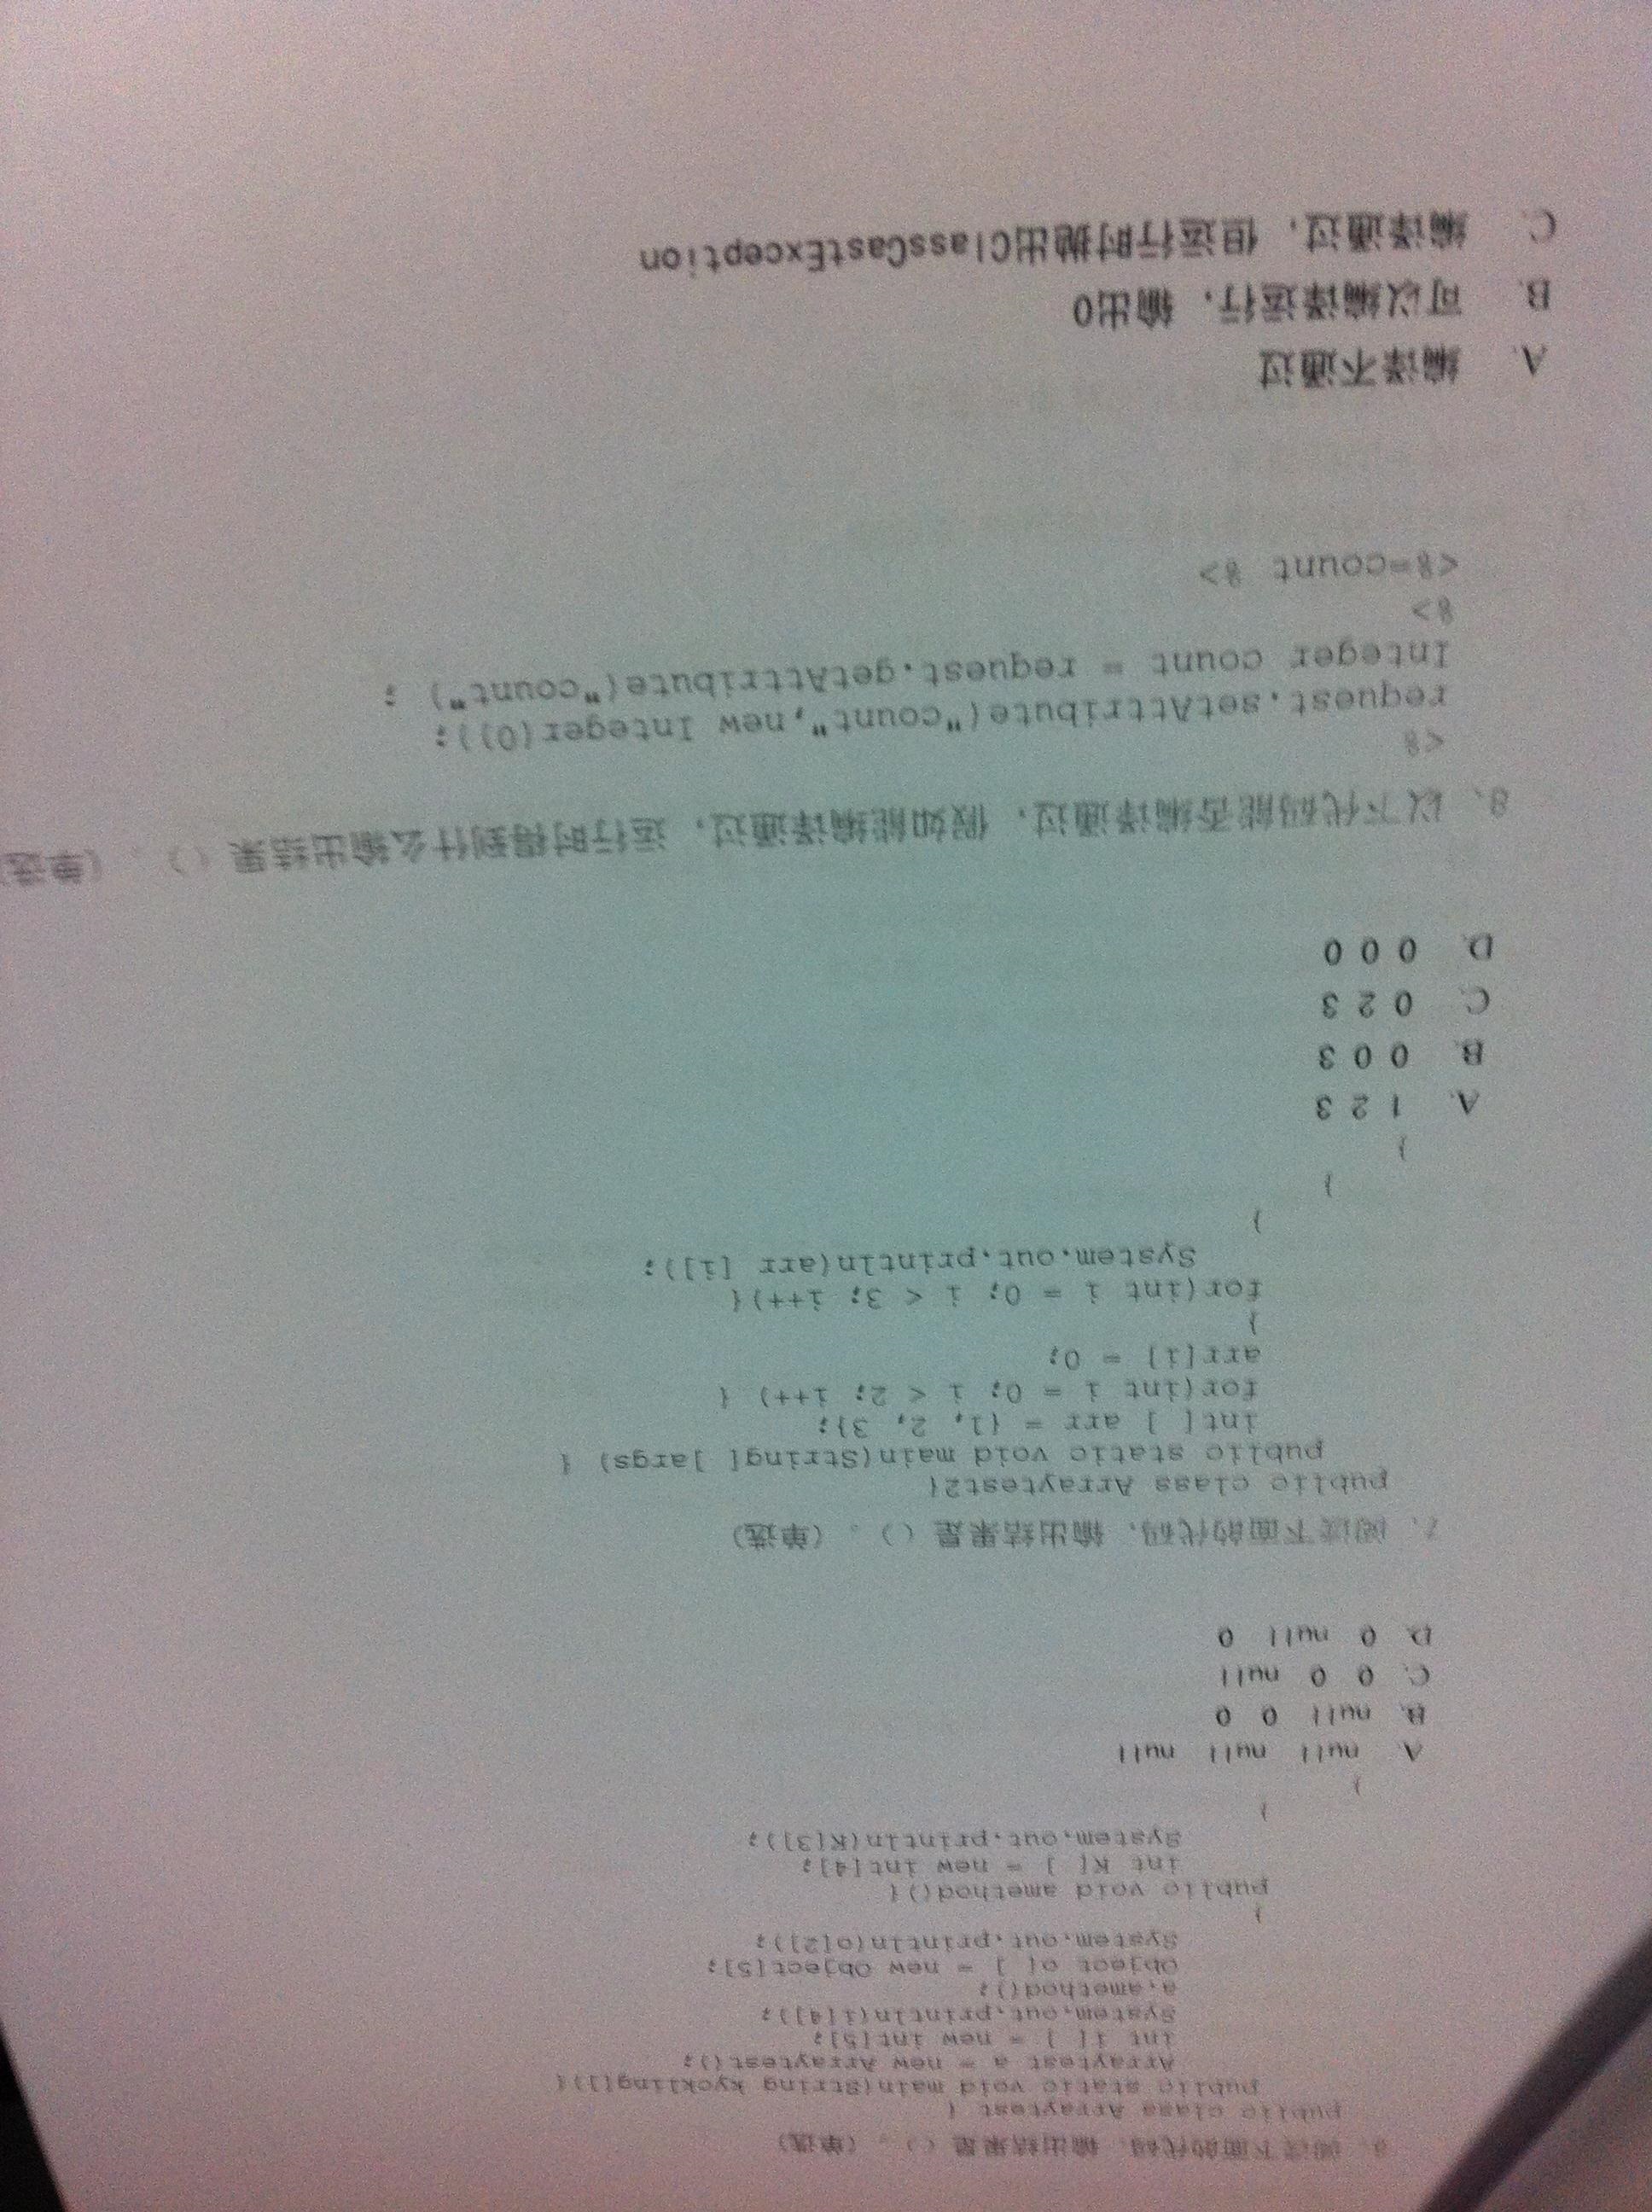 6、阅读下面的代码，输出结果是（）。（单选）
public class Arraytest {
public static void main(String kyckling[]){
Arraytest a = new Arraytest();
int i[ ] = new int[5];
System.out.println(i[4]);
a.amethod();
Object o[ ] = new Object[5];
System.out.println(o[2]);
}
public void amethod(){
int K[ ] = new int[4];
System.out.println(K[3]);
}
}
A. null null null
B. null 0 0
C. 0 0 null
D. 0 null 0
7、阅读下面的代码，输出结果是（）。（单选）
public class Arraytest2{
public static void main(String[ ]args) {
int[ ] arr = {1, 2, 3};
for(int i = 0; i < 2; i++) {
arr[i] = 0;
}
for(int i = 0; i < 3; i++){
System.out.println(arr [i]);
}
}
}
A. 1 2 3
B. 0 0 3
C. 0 2 3
D. 0 0 0
8、以下代码能否编译通过，假如能编译通过，运行时得到什么输出结果（）。（单选）
<%
request.setAttribute("count",new Integer(0));
Integer count = request.getAttribute("count") ;
%>
<%=count %>
A. 编译不通过
B. 可以编译运行，输出0
C. 编译通过，但运行时抛出ClassCastException